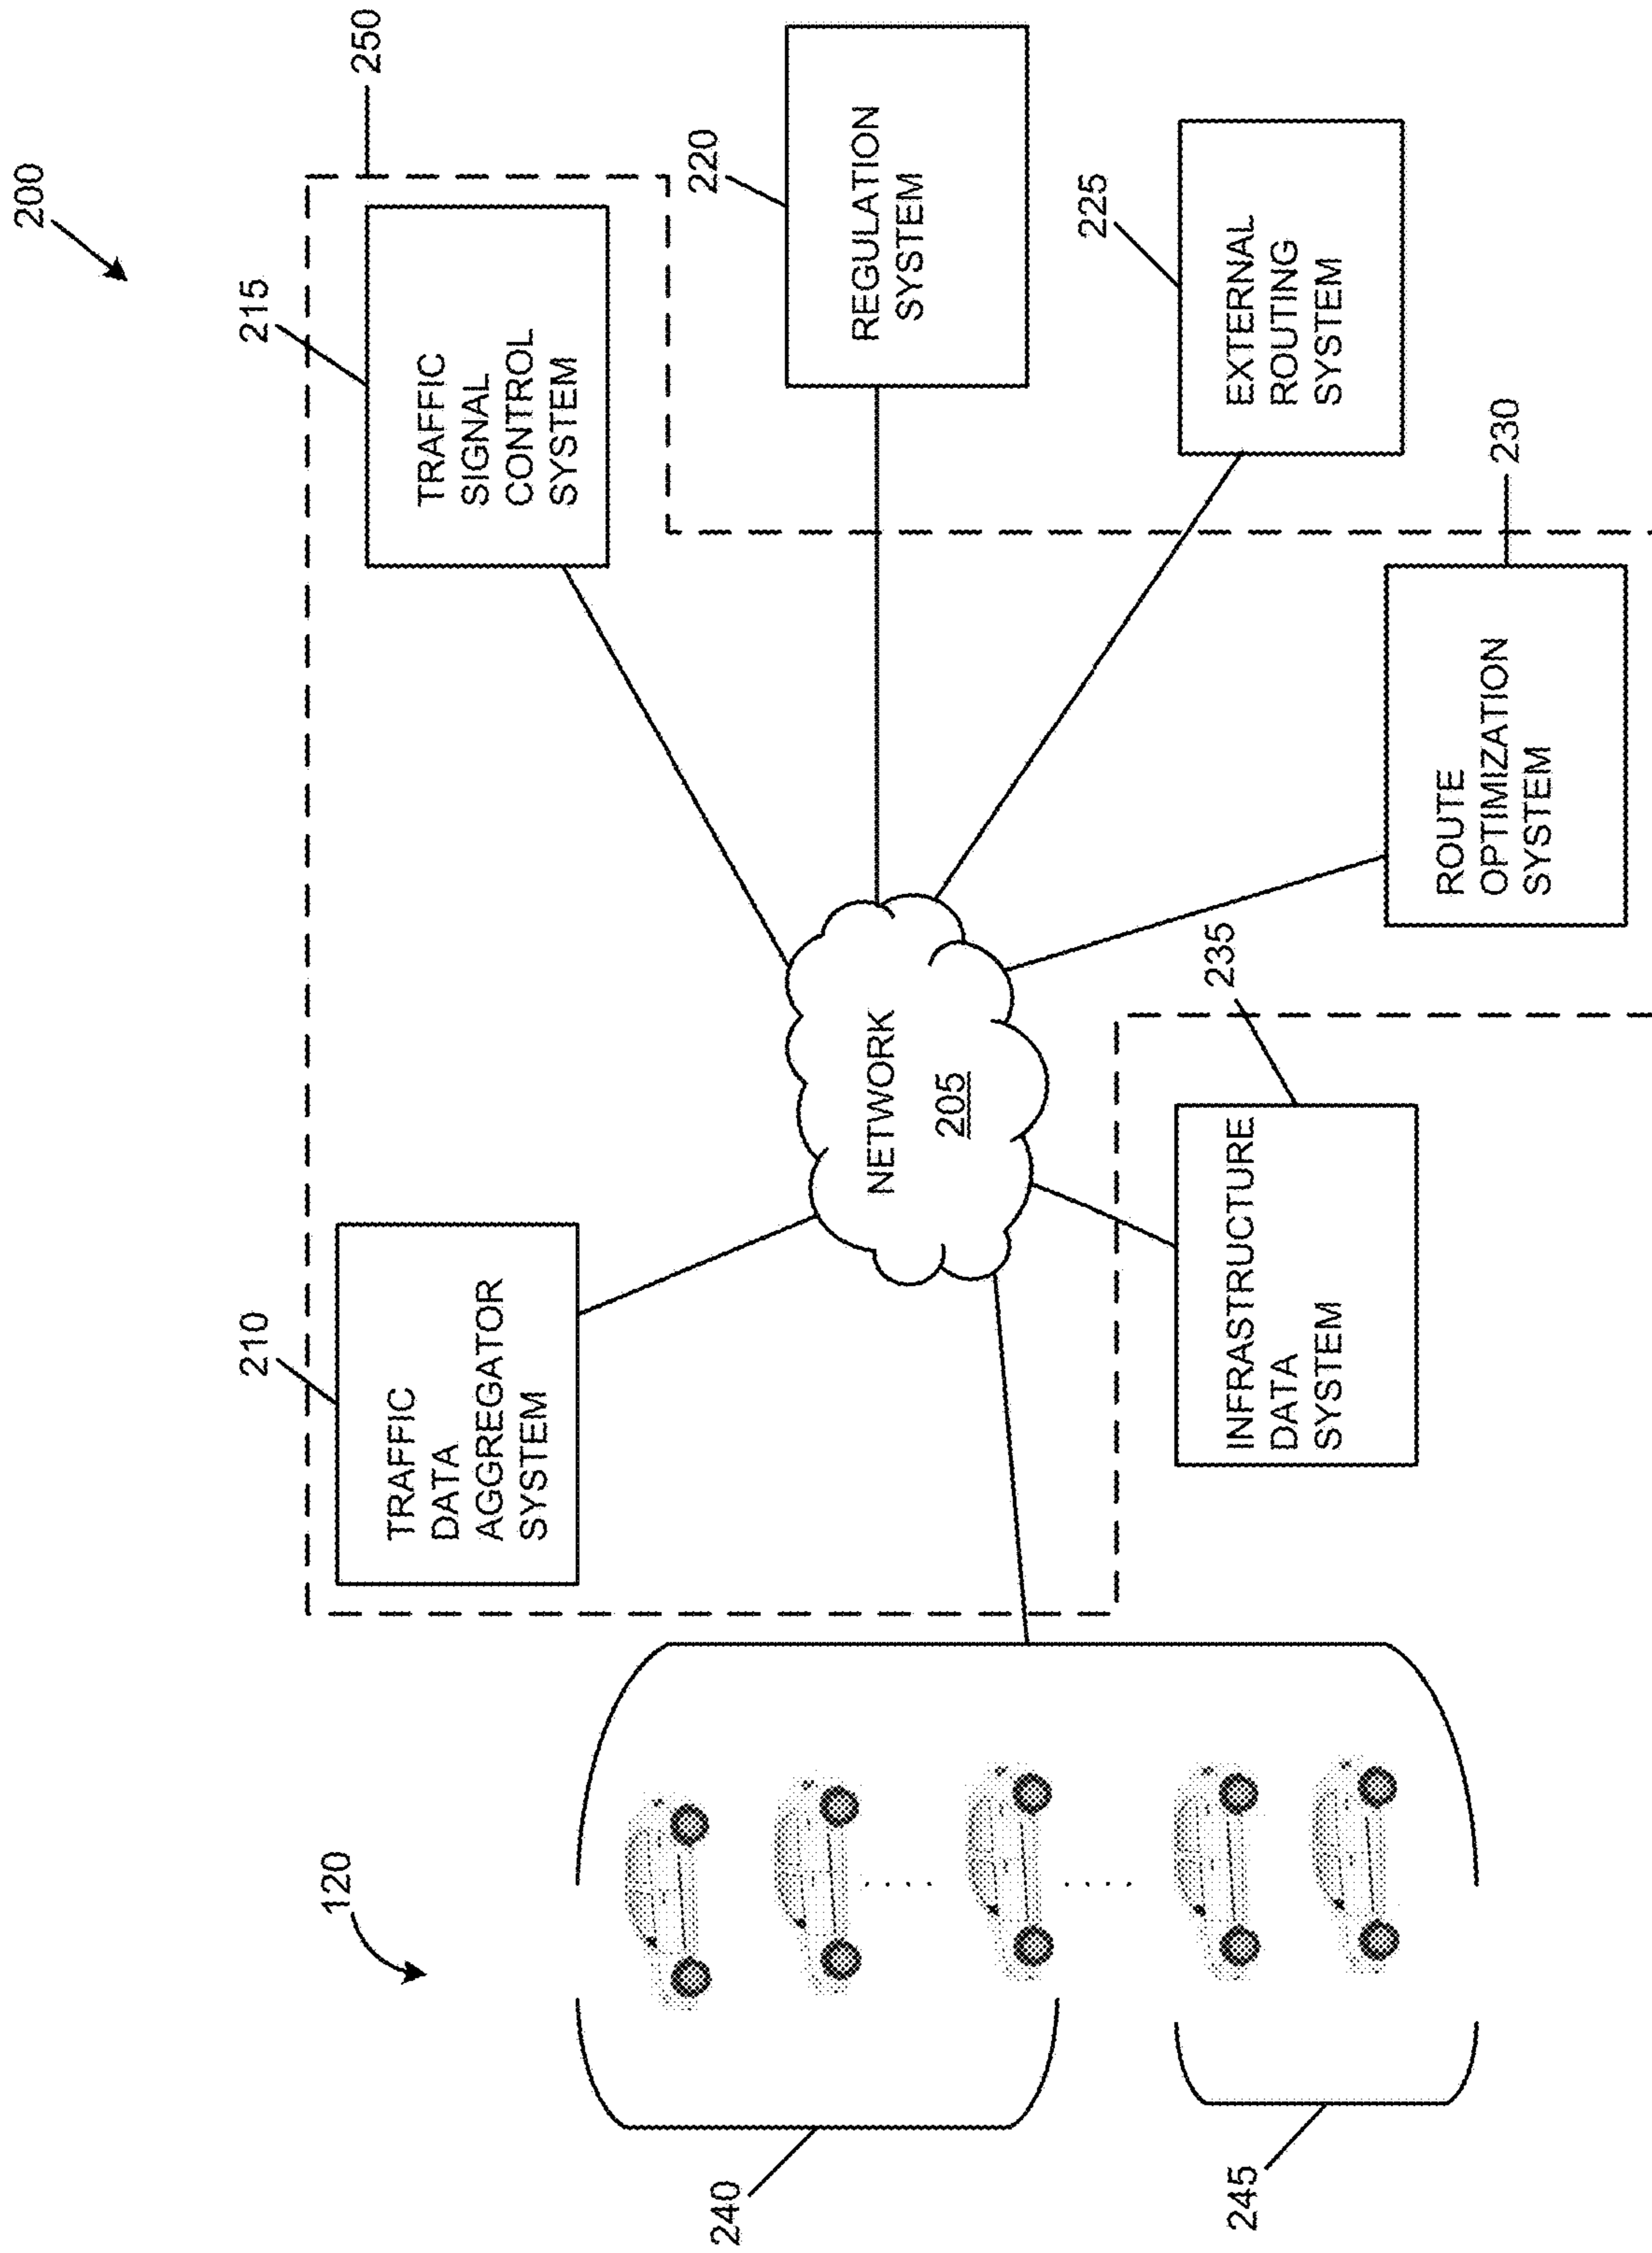 200
250
215
TRAFFIC
SIGNAL
CONTROL
SYSTEM
220
REGULATION
SYSTEM
225
EXTERNAL
ROUTING
SYSTEM
230
ROUTE
OPTIMIZATION
SYSTEM
235
INFRASTRUCTURE
DATA
SYSTEM
NETWORK
205
210
TRAFFIC
DATA
AGGREGATOR
SYSTEM
120
240
245